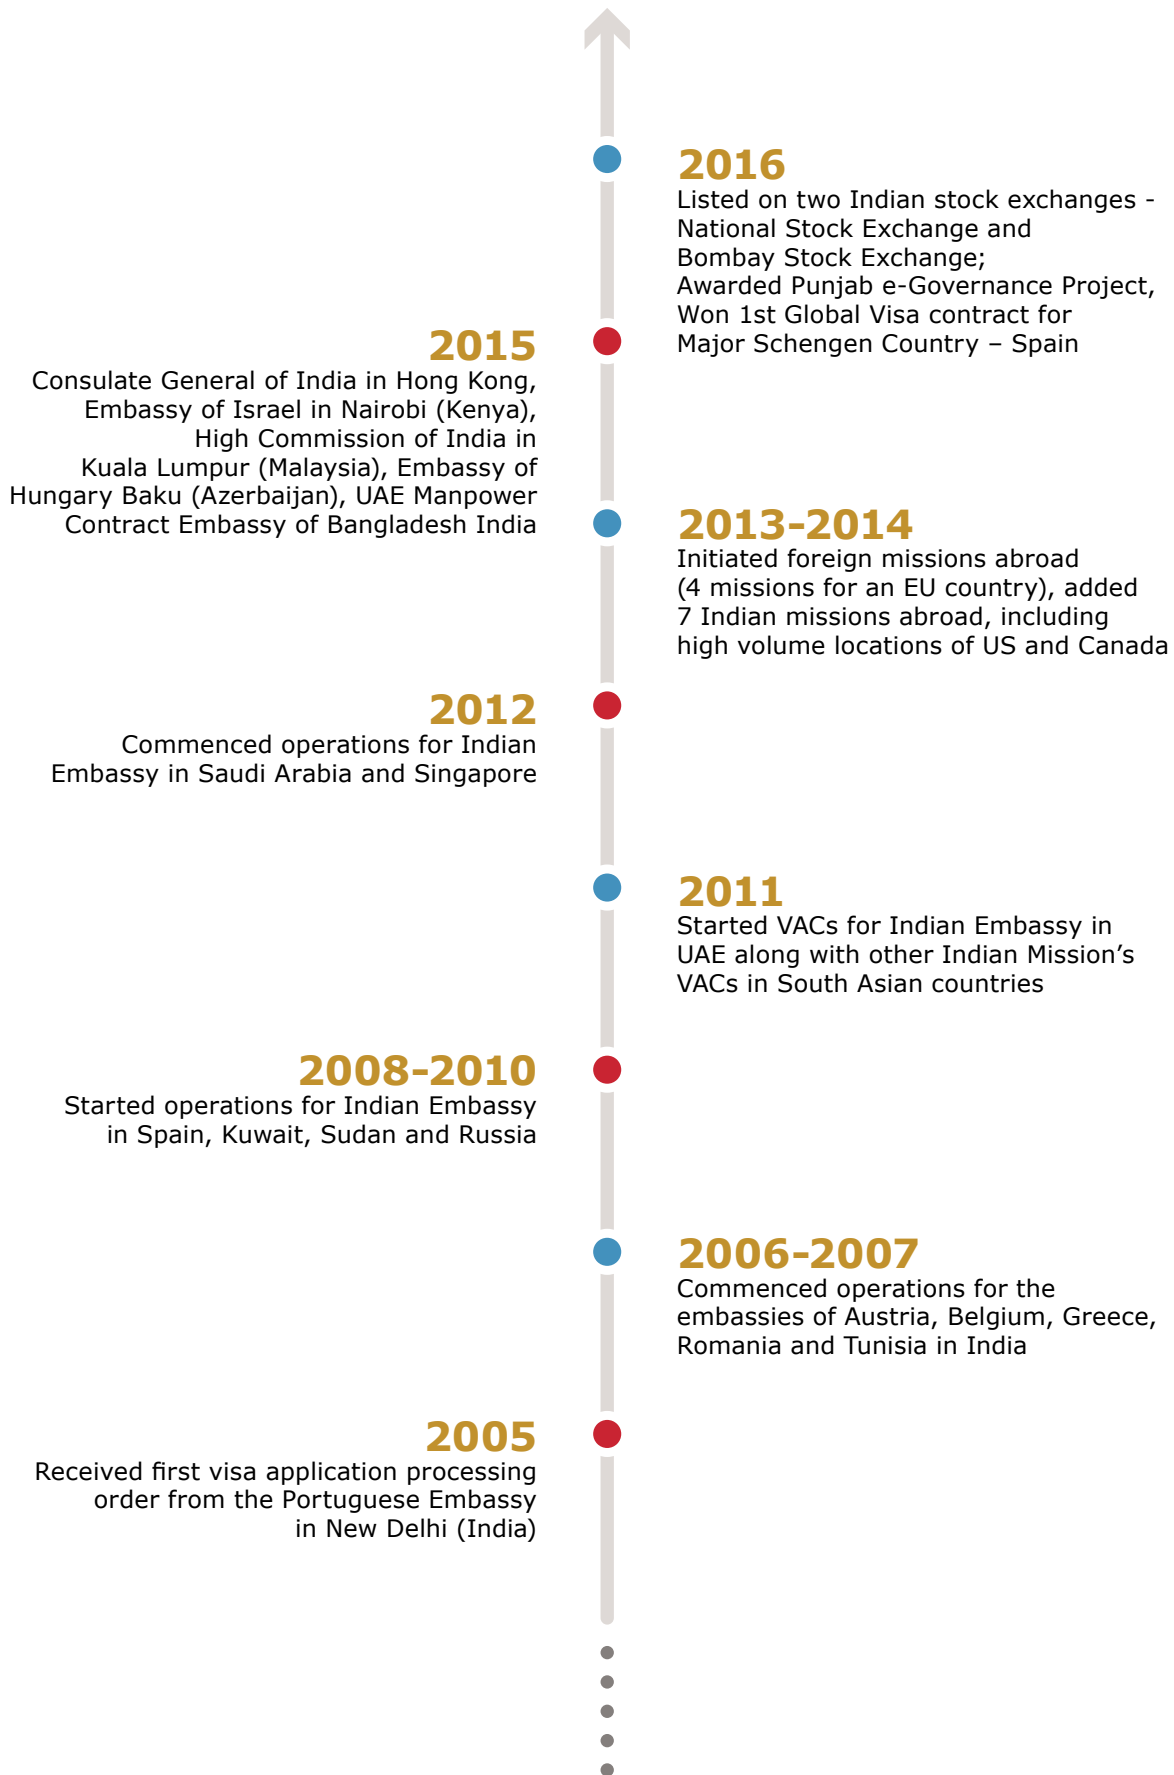 2016
Listed on two Indian stock exchanges -
National Stock Exchange and
Bombay Stock Exchange;
Awarded Punjab e-Governance Project,
Won 1st Global Visa contract for
Major Schengen Country – Spain
2015
Consulate General of India in Hong Kong,
Embassy of Israel in Nairobi (Kenya),
High Commission of India in
Kuala Lumpur (Malaysia), Embassy of
Hungary Baku (Azerbaijan), UAE Manpower
Contract Embassy of Bangladesh India
2013-2014
Initiated foreign missions abroad
(4 missions for an EU country), added
7 Indian missions abroad, including
high volume locations of US and Canada
2012
Commenced operations for Indian
Embassy in Saudi Arabia and Singapore
2011
Started VACs for Indian Embassy in
UAE along with other Indian Mission’s
VACs in South Asian countries
2008-2010
Started operations for Indian Embassy
in Spain, Kuwait, Sudan and Russia
2006-2007
Commenced operations for the
embassies of Austria, Belgium, Greece,
Romania and Tunisia in India
2005
Received first visa application processing
order from the Portuguese Embassy
in New Delhi (India)